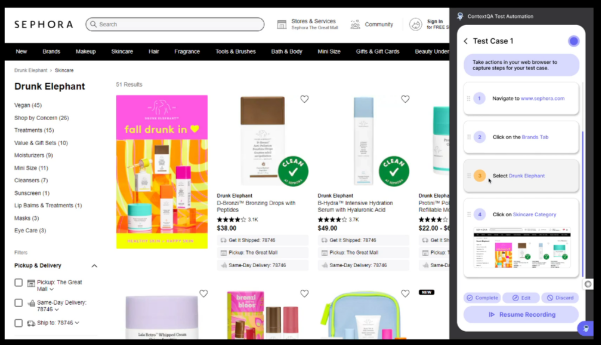 SEPHORA
Search
Stores & Services
Sephora The Great Mall
Community
Sign In
for FREE S
New Brands Makeup Skincare Hair Fragrance Tools & Brushes Bath & Body Mini Size Gifts & Gift Cards Beauty Under
Drunk Elephant > Skincare
Drunk Elephant
Vegan (45)
Shop by Concern (26)
Treatments (15)
Value & Gift Sets (10)
Moisturizers (9)
Mini Size (11)
Cleansers (7)
Sunscreen (1)
Lip Balms & Treatments (1)
Masks (3)
Eye Care (3)
Filters
Pickup & Delivery
Pickup: The Great
Mall
Same-Day Delivery:
78746
Ship to: 78746
51 Results
fall drunk in
CLEAN
Drunk Elephant
D-Bronzi™ Bronzing Drops with
Peptides
3.7K
$38.00
Get It Shipped: 78746
Pickup: The Great Mall
Same-Day Delivery: 78746
CLEAN
Drunk Elephant
B-Hydra™ Intensive Hydration
Serum with Hyaluronic Acid
3.7K
$49.00
Get It Shipped: 78746
Pickup: The Great Mall
Same-Day Delivery: 78746
Drunk Elep
Refillable M
$22.00 - $
Get It S
Pickup:
Same-D
NEW
ContextQA Test Automation
Test Case 1
Take actions in your web browser to
capture steps for your test case.
1 Navigate to www.sephora.com
2 Click on the Brands Tab
3 Select Drunk Elephant
4 Click on Skincare Category
Complete Edit Discard
Resume Recording